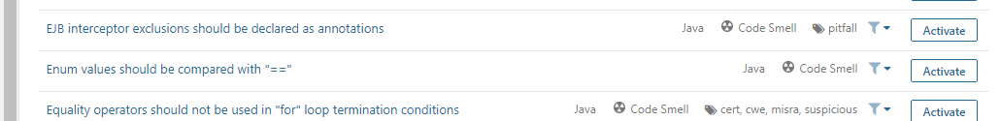 EJB interceptor exclusions should be declared as annotations Java Code Smell pitfall Activate
Enum values should be compared with "==" Java Code Smell Activate
Equality operators should not be used in "for" loop termination conditions Java Code Smell cert, cwe, misra, suspicious Activate